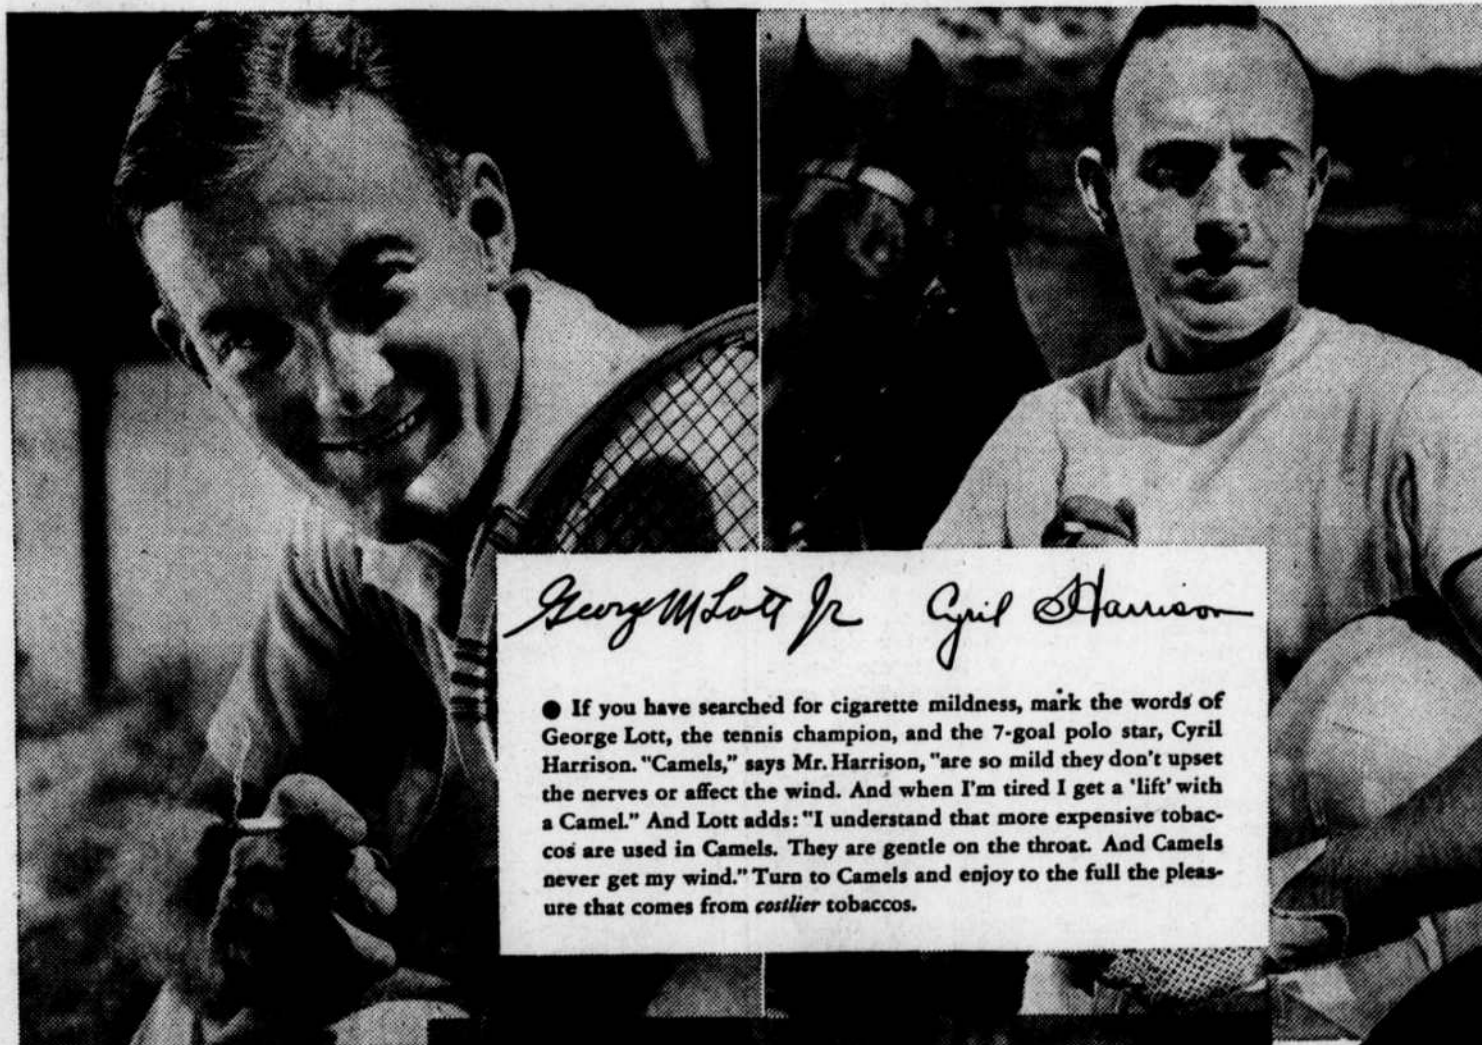 George M Lott Jr Cyril S Harrison
● If you have searched for cigarette mildness, mark the words of
George Lott, the tennis champion, and the 7-goal polo star, Cyril
Harrison. "Camels," says Mr. Harrison, "are so mild they don't upset
the nerves or affect the wind. And when I'm tired I get a 'lift' with
a Camel." And Lott adds: "I understand that more expensive tobac-
cos are used in Camels. They are gentle on the throat. And Camels
never get my wind." Turn to Camels and enjoy to the full the pleas-
ure that comes from costlier tobaccos.